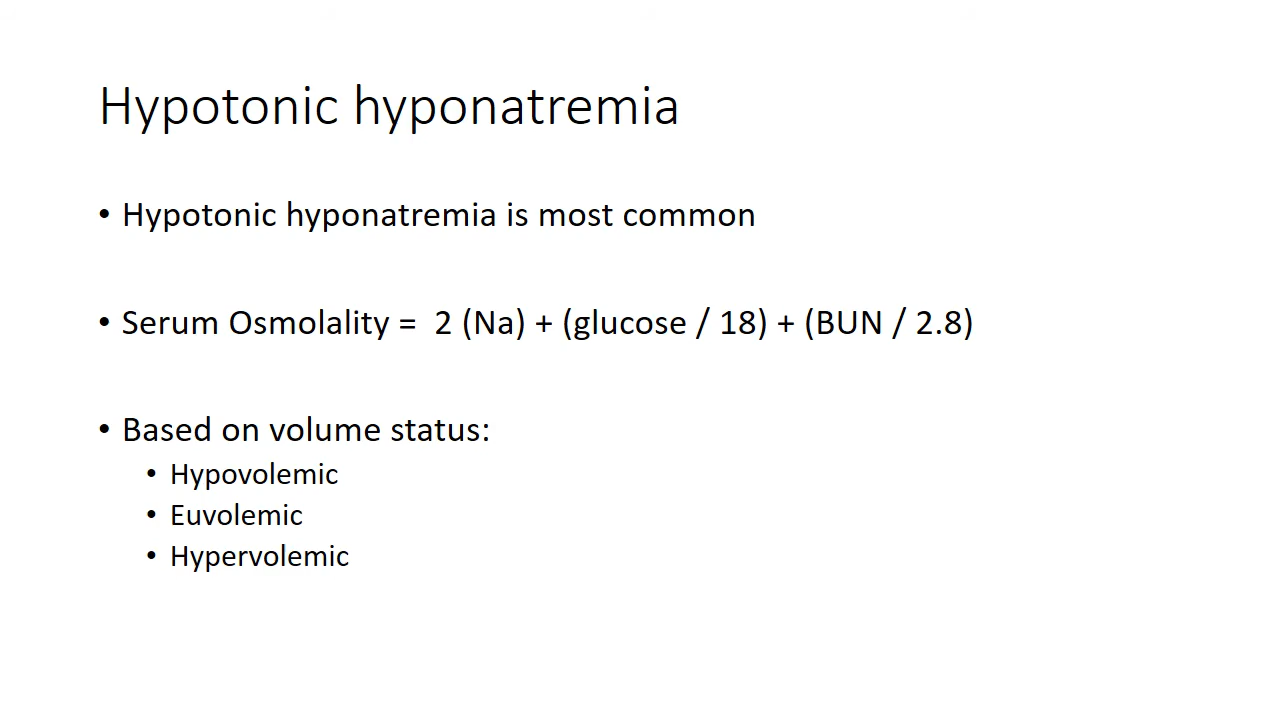 Hypotonic hyponatremia
• Hypotonic hyponatremia is most common
• Serum Osmolality = 2 (Na) + (glucose / 18) + (BUN / 2.8)
• Based on volume status:
• Hypovolemic
• Euvolemic
• Hypervolemic